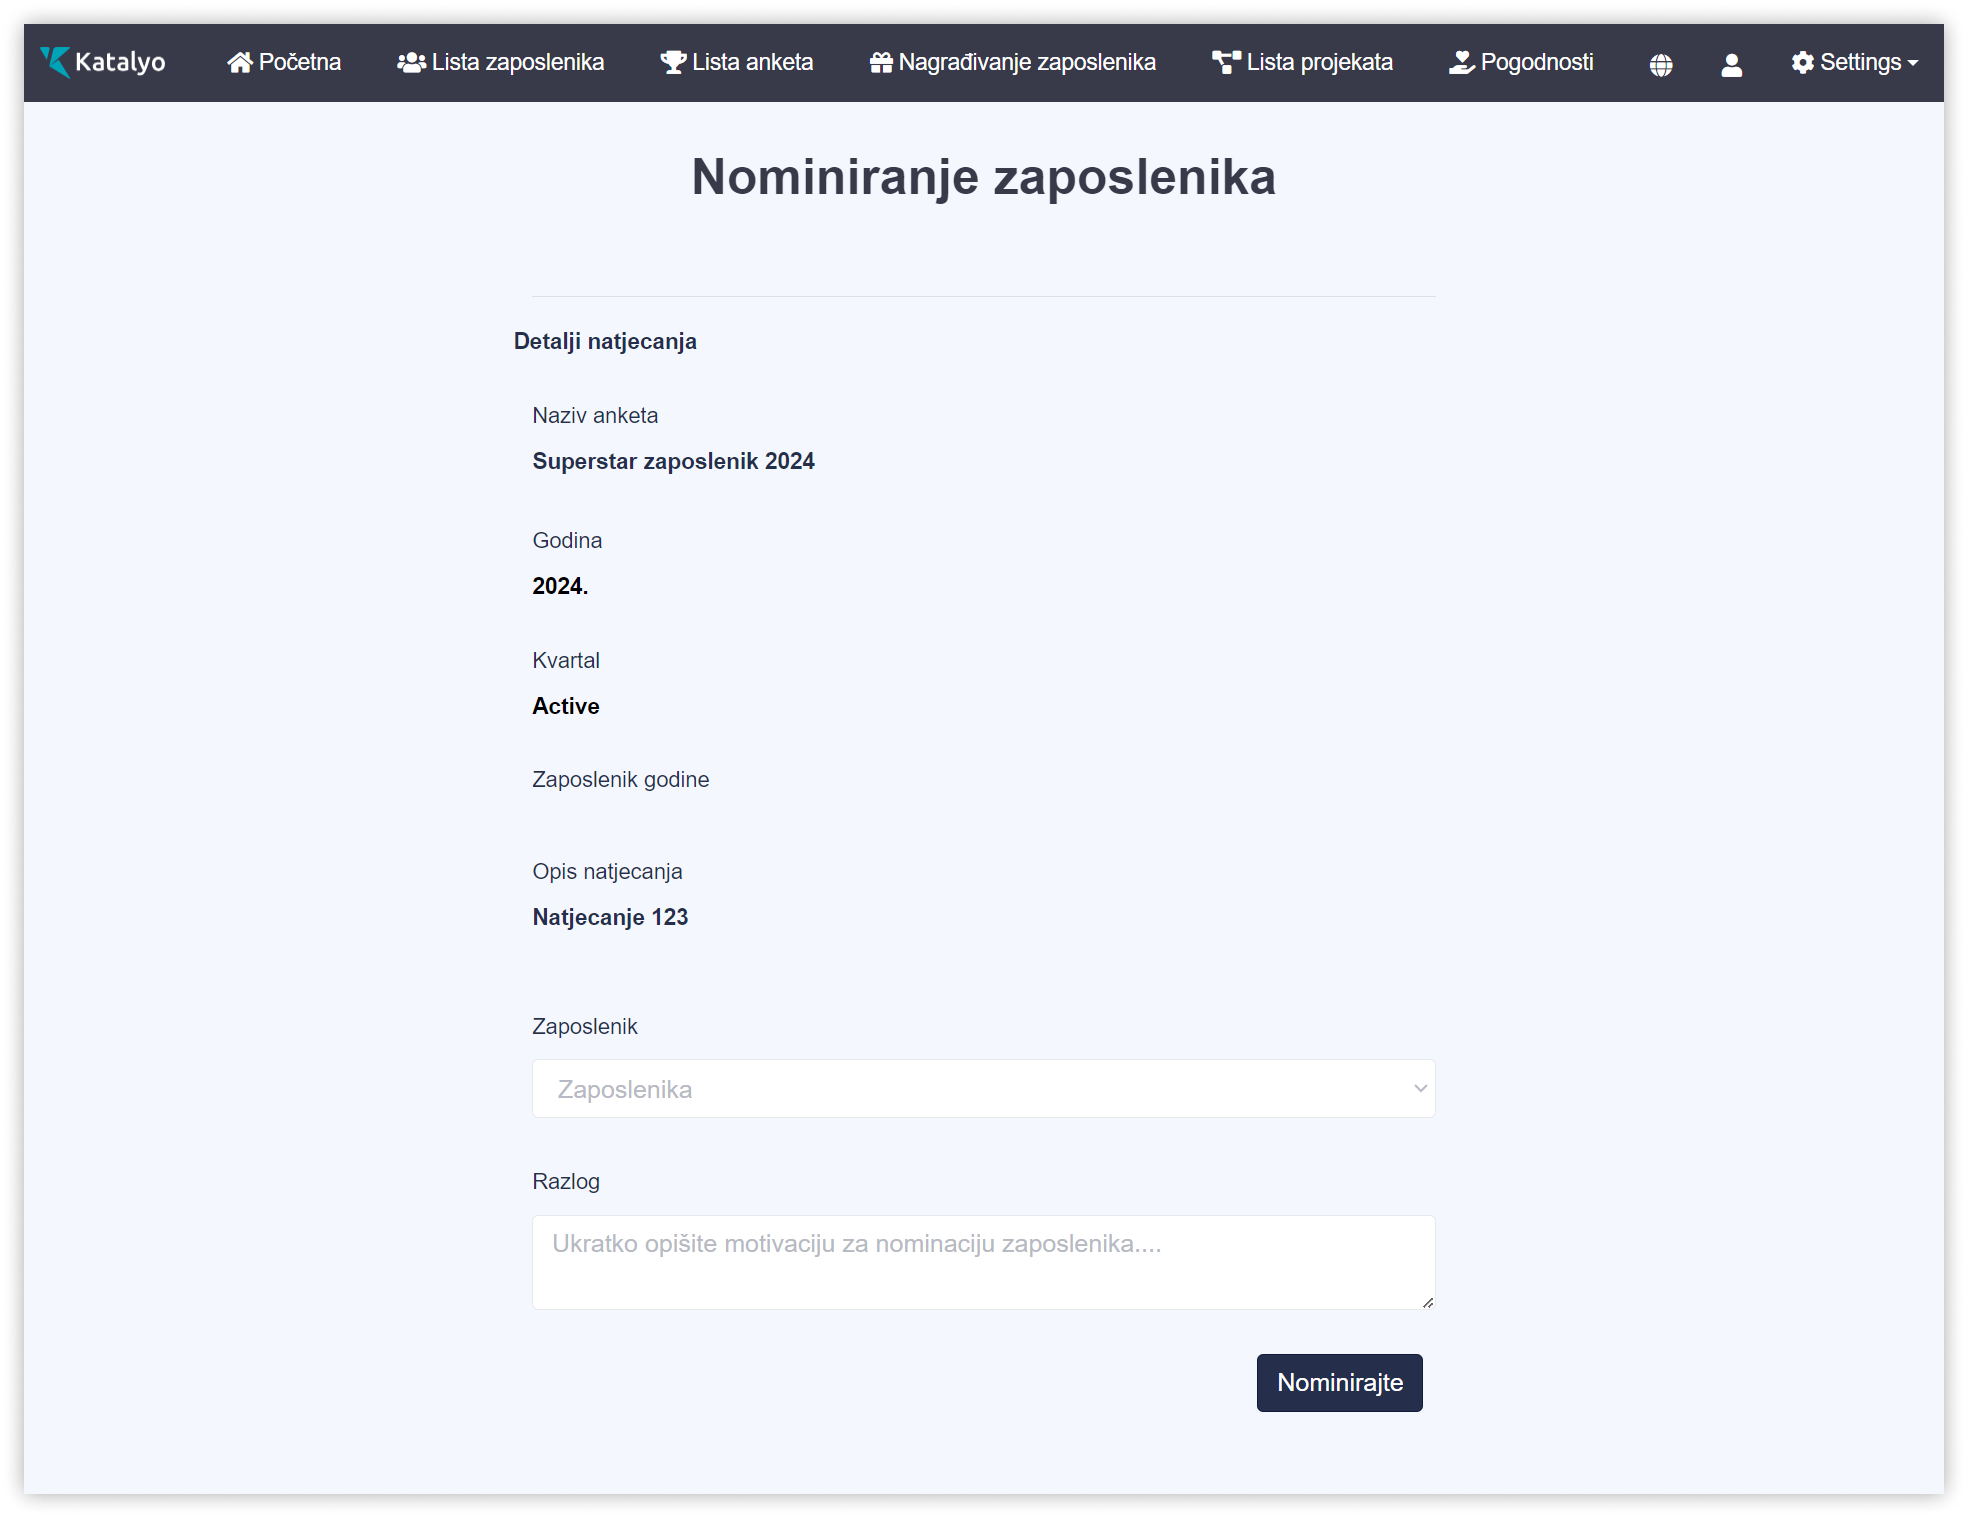 Katalyo Početna Lista zaposlenika Lista anketa Nagrađivanje zaposlenika Lista projekata Pogodnosti Settings
Nominiranje zaposlenika
Detalji natjecanja
Naziv anketa
Superstar zaposlenik 2024
Godina
2024.
Kvartal
Active
Zaposlenik godine
Opis natjecanja
Natjecanje 123
Zaposlenik
Zaposlenika
Razlog
Ukratko opišite motivaciju za nominaciju zaposlenika....
Nominirajte